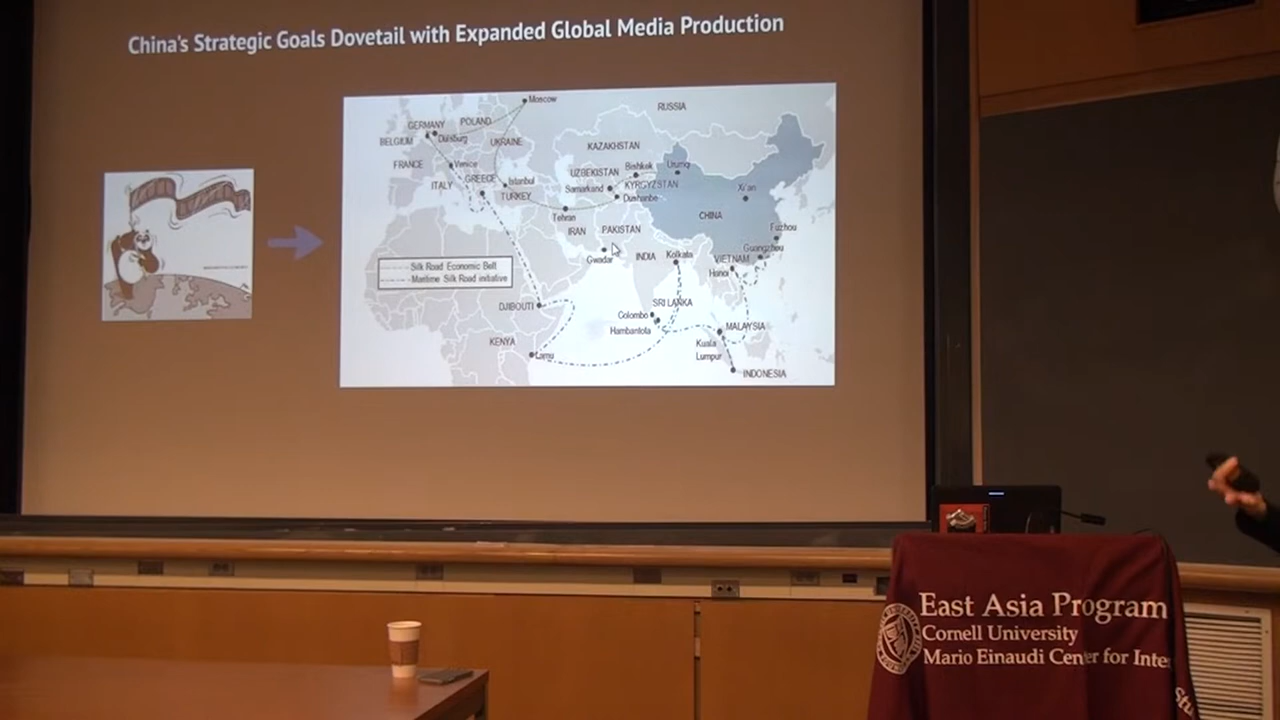 China's Strategic Goals Dovetail with Expanded Global Media Production
Moscow
RUSSIA
GERMANY
POLAND
BELGIUM
Duisburg
UKRAINE
KAZAKHSTAN
FRANCE
Venice
UZBEKISTAN
Bishkek
Urumqi
ITALY
GREECE
Istanbul
Samarkand
KYRGYZSTAN
Xi'an
TURKEY
Dushanbe
Tehran
CHINA
IRAN
PAKISTAN
Fuzhou
Gwadar
INDIA
Kolkata
VIETNAM
Guangzhou
Hanoi
Silk Road Economic Belt
Maritime Silk Road initiative
DJIBOUTI
SRI LANKA
Colombo
Hambantota
MALAYSIA
KENYA
Lamu
Kuala
Lumpur
INDONESIA
East Asia Program
Cornell University
Mario Einaudi Center for Inte
Stu